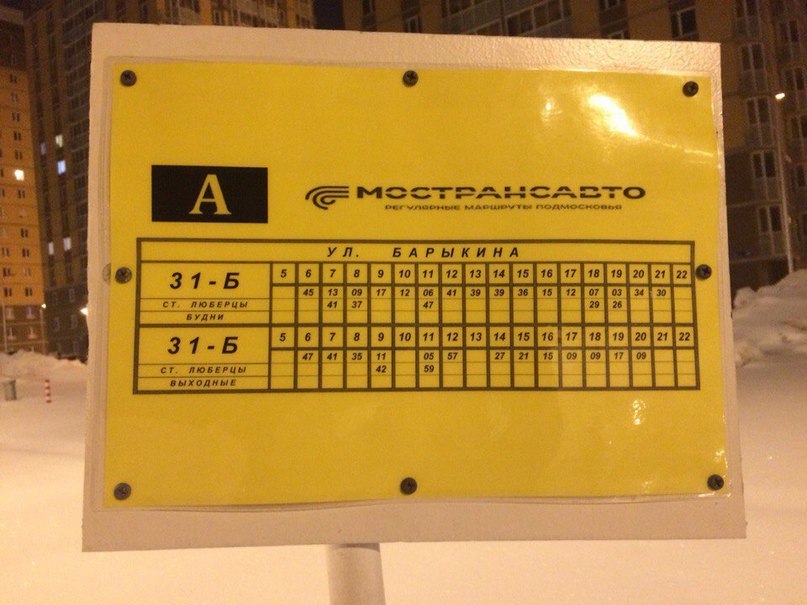 А
МОСТРАНСАВТО
РЕГУЛЯРНЫЕ МАРШРУТЫ ПОДМОСКОВЬЯ
УЛ. БАРЫКИНА
31-Б 5 6 7 8 9 10 11 12 13 14 15 16 17 18 19 20 21 22
45 13 09 17 12 06 41 39 39 36 15 12 07 03 34 30
СТ. ЛЮБЕРЦЫ 41 37 47 29 26
БУДНИ
31-Б 5 6 7 8 9 10 11 12 13 14 15 16 17 18 19 20 21 22
47 41 35 11 05 57 27 21 15 09 09 17 09
СТ. ЛЮБЕРЦЫ 42 59
ВЫХОДНЫЕ